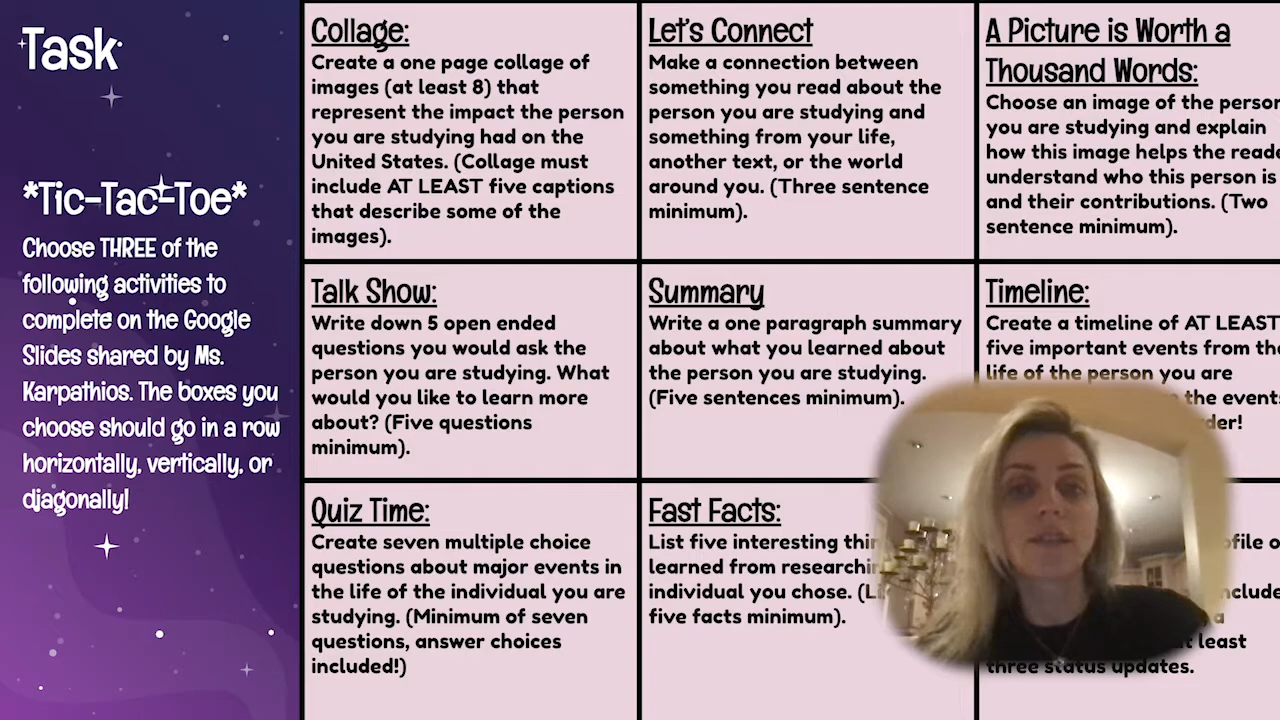 Task
*Tic-Tac-Toe*
Choose THREE of the
following activities to
complete on the Google
Slides shared by Ms.
Karpathios. The boxes you
choose should go in a row
horizontally, vertically, or
diagonally!
Collage:
Create a one page collage of
images (at least 8) that
represent the impact the person
you are studying had on the
United States. (Collage must
include AT LEAST five captions
that describe some of the
images).
Let's Connect
Make a connection between
something you read about the
person you are studying and
something from your life,
another text, or the world
around you. (Three sentence
minimum).
A Picture is Worth a
Thousand Words:
Choose an image of the person
you are studying and explain
how this image helps the
understand who this person is
and their contributions. (Two
sentence minimum).
Talk Show:
Write down 5 open ended
questions you would ask the
person you are studying. What
would you like to learn more
about? (Five questions
minimum).
Summary
Write a one paragraph summary
about what you learned about
the person you are studying.
(Five sentences minimum).
Timeline:
Create a timeline of AT LEAST
five important events from the
life of the person you are
the
Quiz Time:
Create seven multiple choice
questions about major events in
the life of the individual you are
studying. (Minimum of seven
questions, answer choices
included!)
Fast Facts:
List five interesting
learned from
individual you chose.
five facts minimum).
a
least
three status updates.